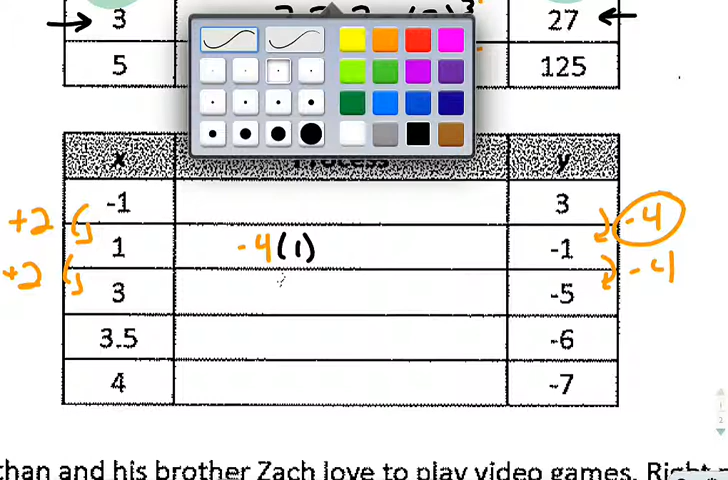 3 27
5 125
x Process y
-1 3
+2 -4
1 -4(1) -1
+2 -4
3 -5
3.5 -6
4 -7
than and his brother Zach love to play video games. Right